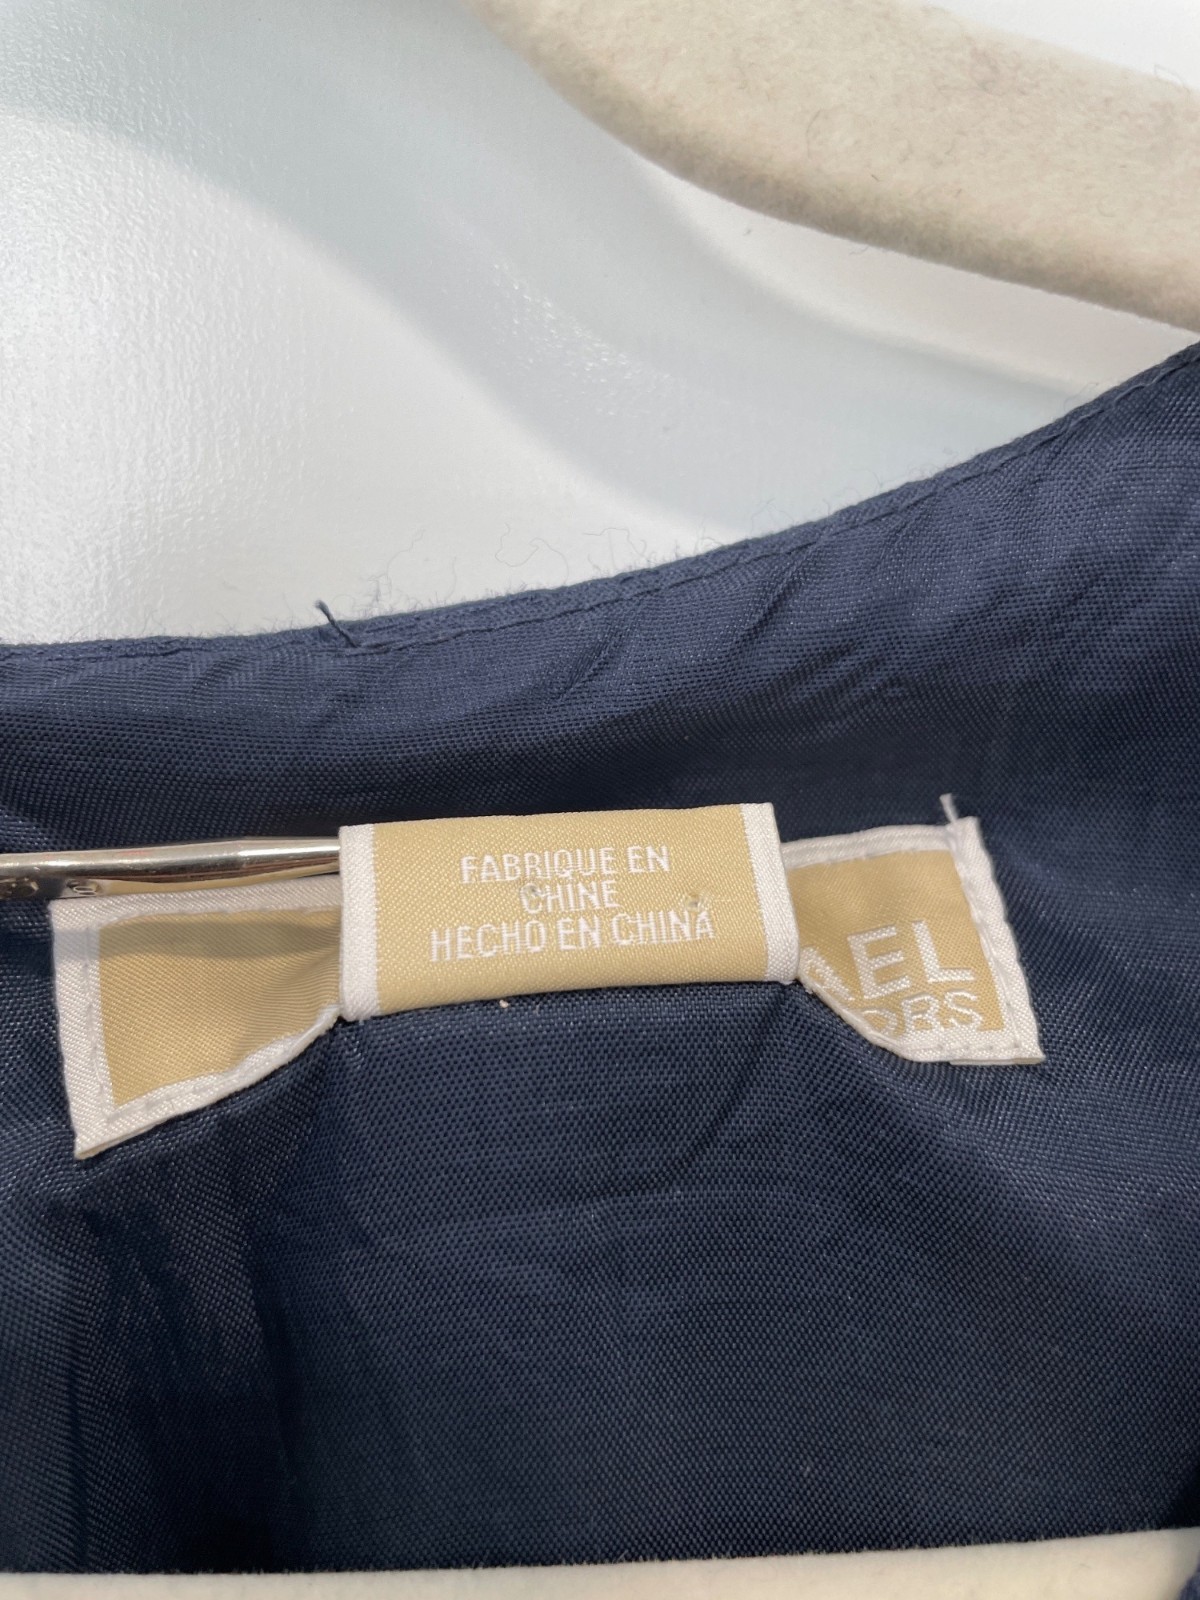 FABRIQUE EN
CHINE
HECHO EN CHINA
AEL
ORS